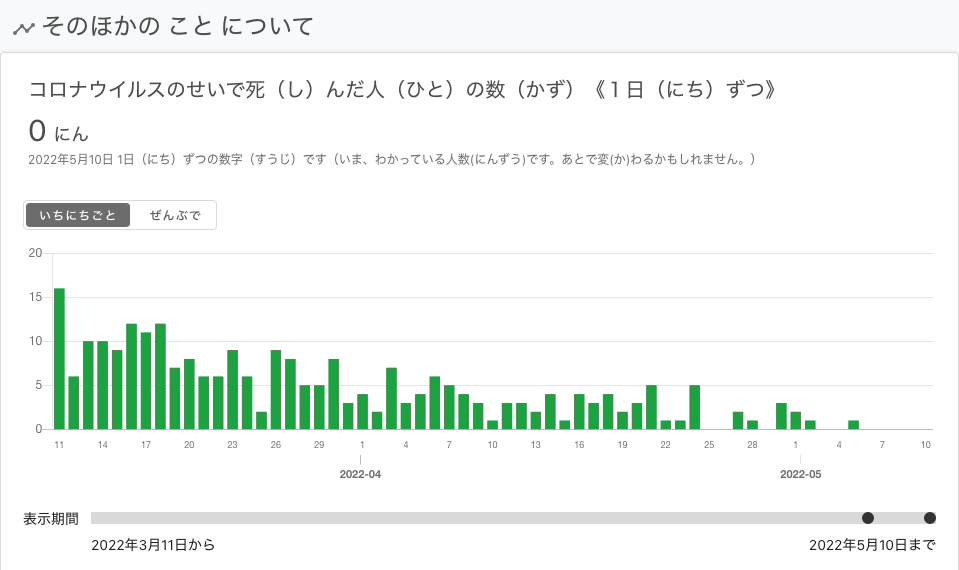 そのほかの こと について
コロナウイルスのせいで死（し）んだ人（ひと）の数（かず）《１日（にち）ずつ》
0 にん
2022年5月10日 1日（にち）ずつの数字（すうじ）です（いま、わかっている人数(にんずう)です。あとで変(か)わるかもしれません。）
いちにちごと ぜんぶで
20
15
10
5
0
11 14 17 20 23 26 29 1 4 7 10 13 16 19 22 25 28 1 4 7 10
2022-04 2022-05
表示期間
2022年3月11日から 2022年5月10日まで